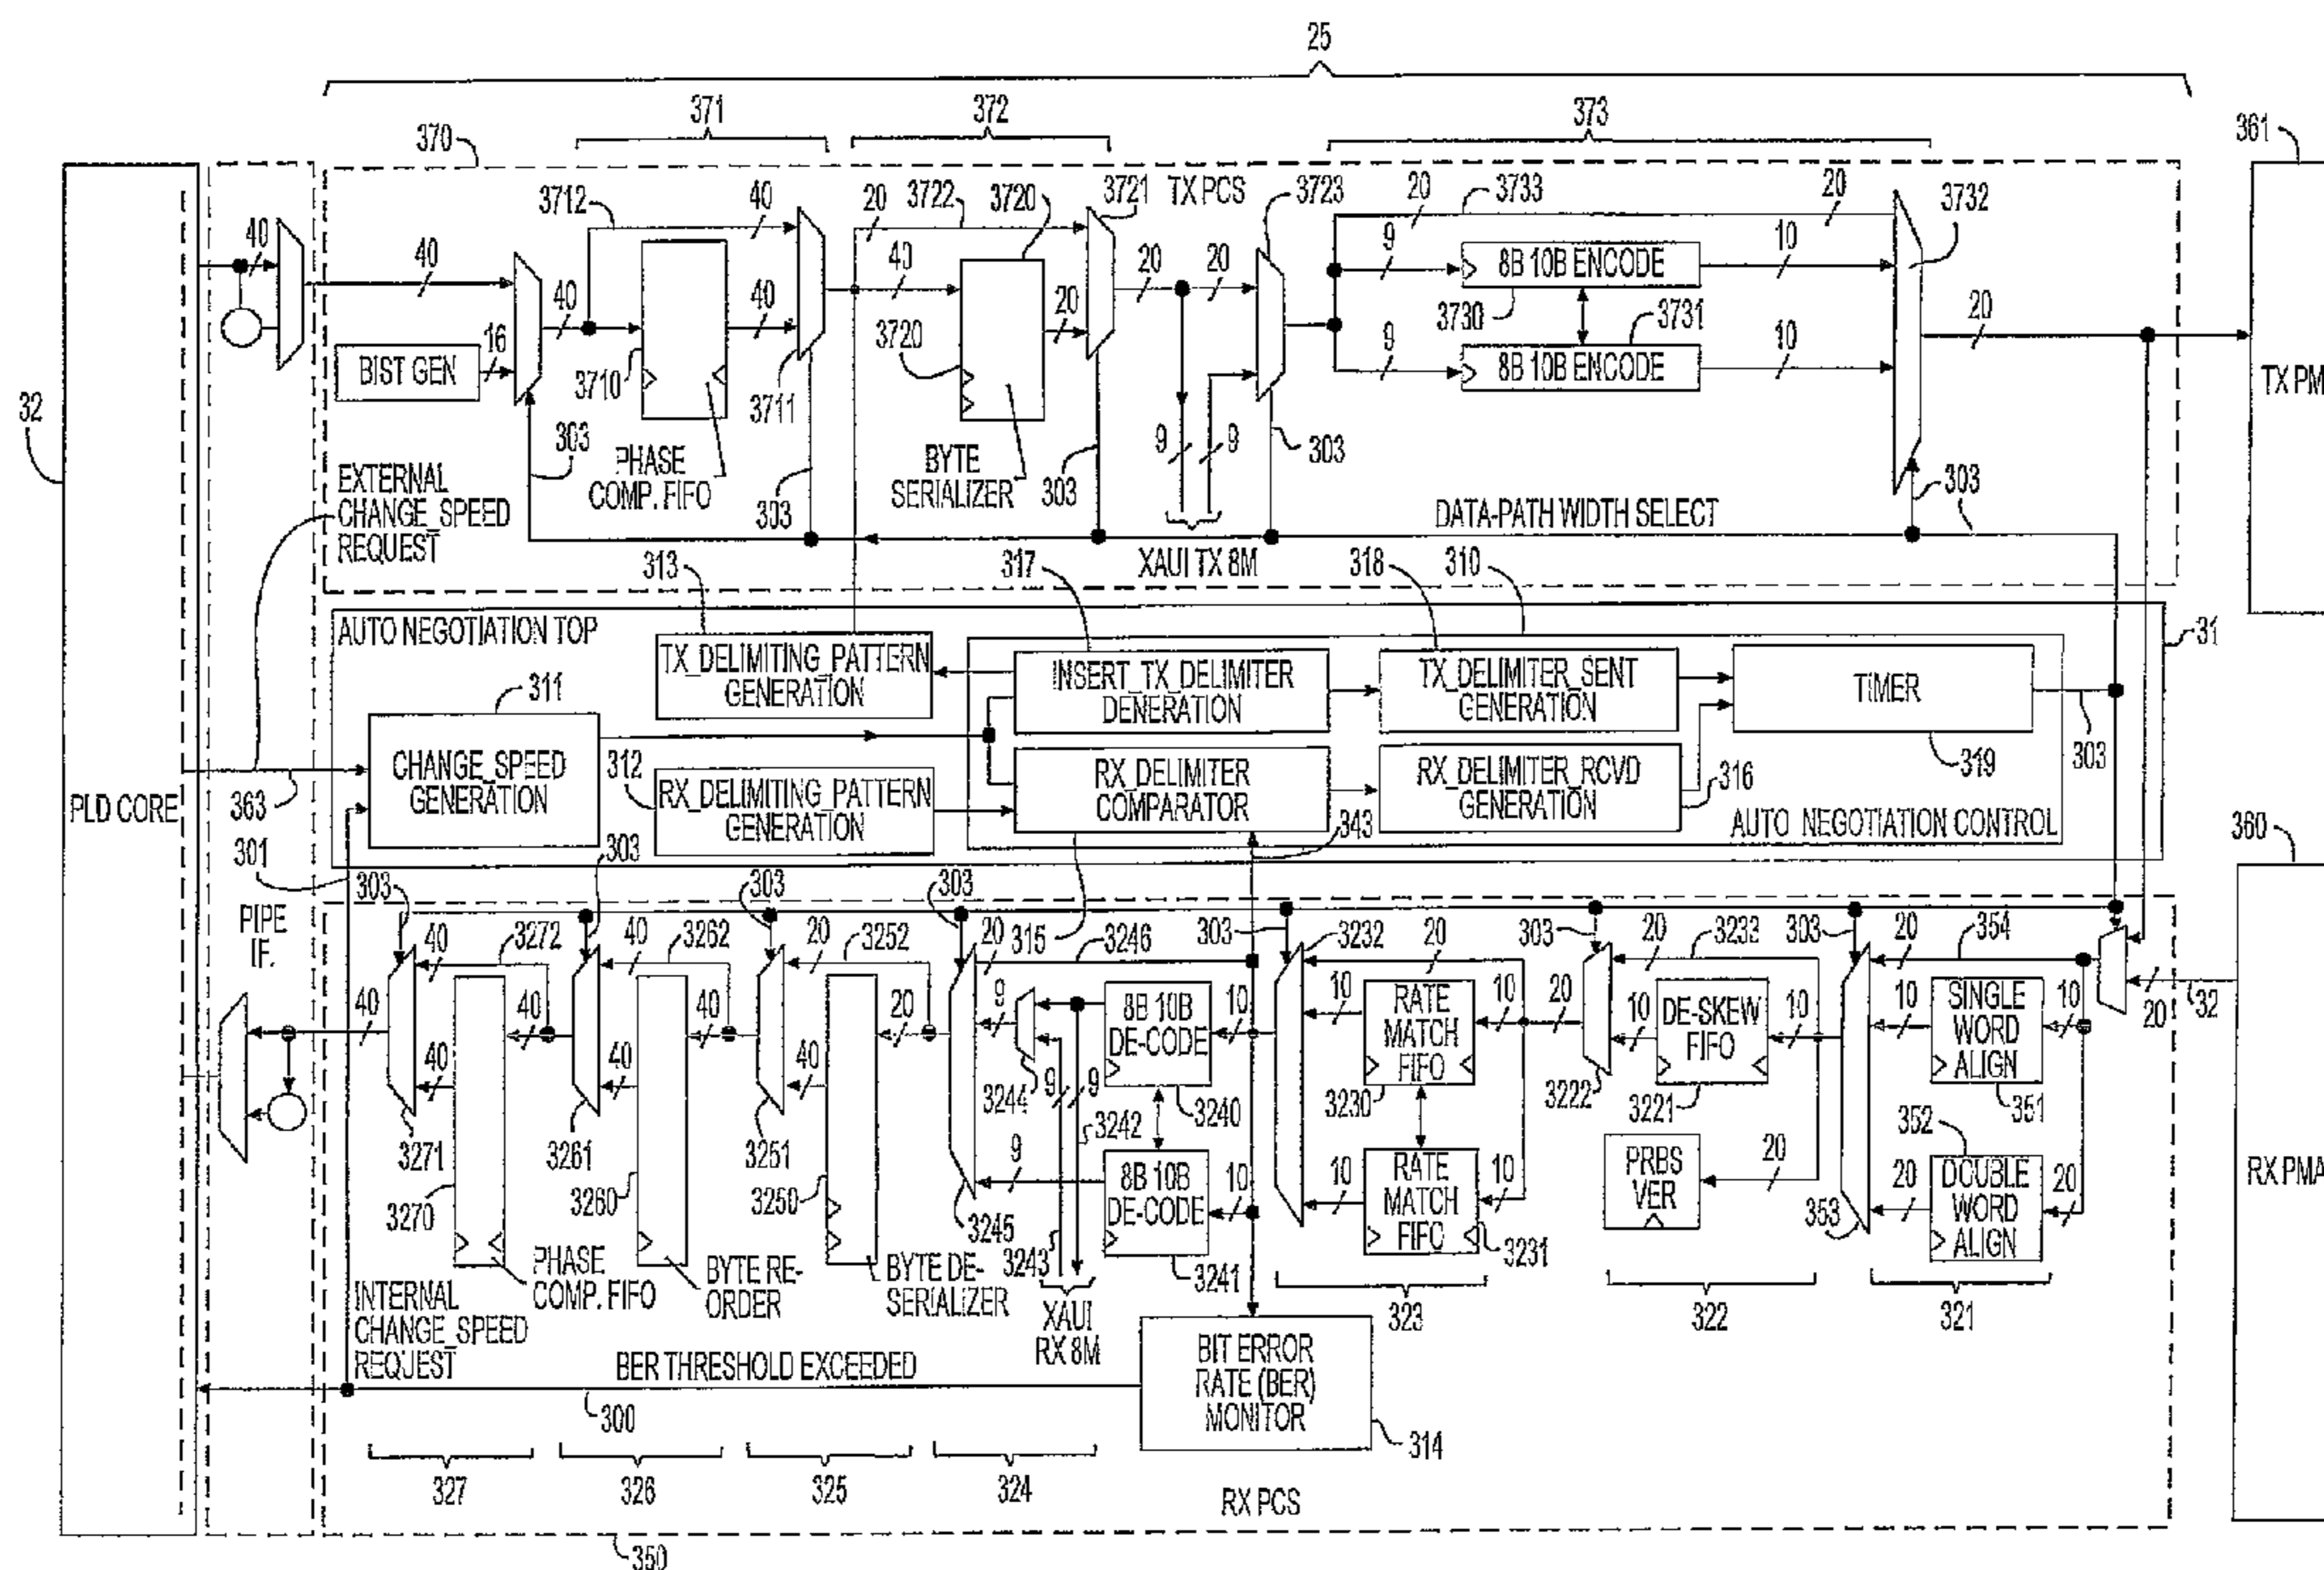 25
371
372
373
370
361
TX PCS
40
40
3712
40
40
40
3711
20
3722
3720
3721
40
20
20
20
3723
20
3733
20
3732
9
8B 10B ENCODE
10
3730
3731
9
8B 10B ENCODE
10
20
TX PM
BIST GEN
16
3710
3720
32
303
PHASE
COMP. FIFO
303
BYTE
SERIALIZER
303
9
9
303
303
303
EXTERNAL
CHANGE_SPEED
REQUEST
DATA-PATH WIDTH SELECT
XAUI TX 8M
313
317
318
310
AUTO NEGOTIATION TOP
31
TX_DELIMITING_PATTERN
GENERATION
INSERT_TX_DELIMITER
DENERATION
TX_DELIMITER_SENT
GENERATION
TIMER
311
CHANGE_SPEED
GENERATION
312
RX_DELIMITING_PATTERN
GENERATION
RX_DELIMITER
COMPARATOR
RX_DELIMITER_RCVD
GENERATION
316
319
303
343
AUTO NEGOTIATION CONTROL
PLD CORE
363
301
360
PIPE
IF.
303
303
303
303
315
303
303
303
40
3272
40
3262
20
3252
20
3246
3232
20
20
3233
20
354
40
40
40
40
40
40
40
20
9
3244
9
9
3242
3243
8B 10B
DE-CODE
3240
10
10
RATE
MATCH
FIFO
3230
10
20
3222
10
DE-SKEW
FIFO
3221
10
10
SINGLE
WORD
ALIGN
351
10
20
32
3271
3270
3261
3260
3251
3250
3245
9
8B 10B
DE-CODE
3241
10
10
RATE
MATCH
FIFO
3231
10
PRBS
VER
20
353
20
352
DOUBLE
WORD
ALIGN
20
RX PMA
PHASE
COMP. FIFO
BYTE RE-
ORDER
BYTE DE-
SERIALIZER
XAUI
RX 8M
323
322
321
INTERNAL
CHANGE_SPEED
REQUEST
BER THRESHOLD EXCEEDED
300
BIT ERROR
RATE (BER)
MONITOR
314
327
326
325
324
RX PCS
350